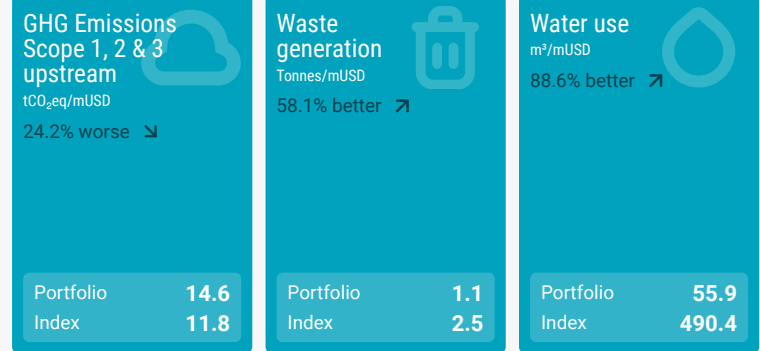 GHG Emissions
Scope 1, 2 & 3
upstream
tCO₂eq/mUSD
24.2% worse
Portfolio 14.6
Index 11.8
Waste
generation
Tonnes/mUSD
58.1% better
Portfolio 1.1
Index 2.5
Water use
m³/mUSD
88.6% better
Portfolio 55.9
Index 490.4